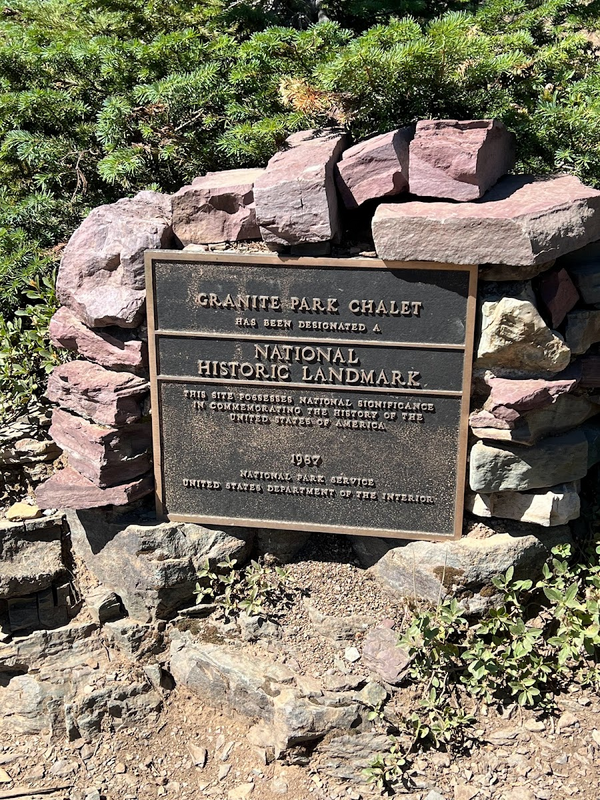 GRANITE PARK CHALET
HAS BEEN DESIGNATED A
NATIONAL
HISTORIC LANDMARK
THIS SITE POSSESSES NATIONAL SIGNIFICANCE
IN COMMEMORATING THE HISTORY OF THE
UNITED STATES OF AMERICA
1987
NATIONAL PARK SERVICE
UNITED STATES DEPARTMENT OF THE INTERIOR